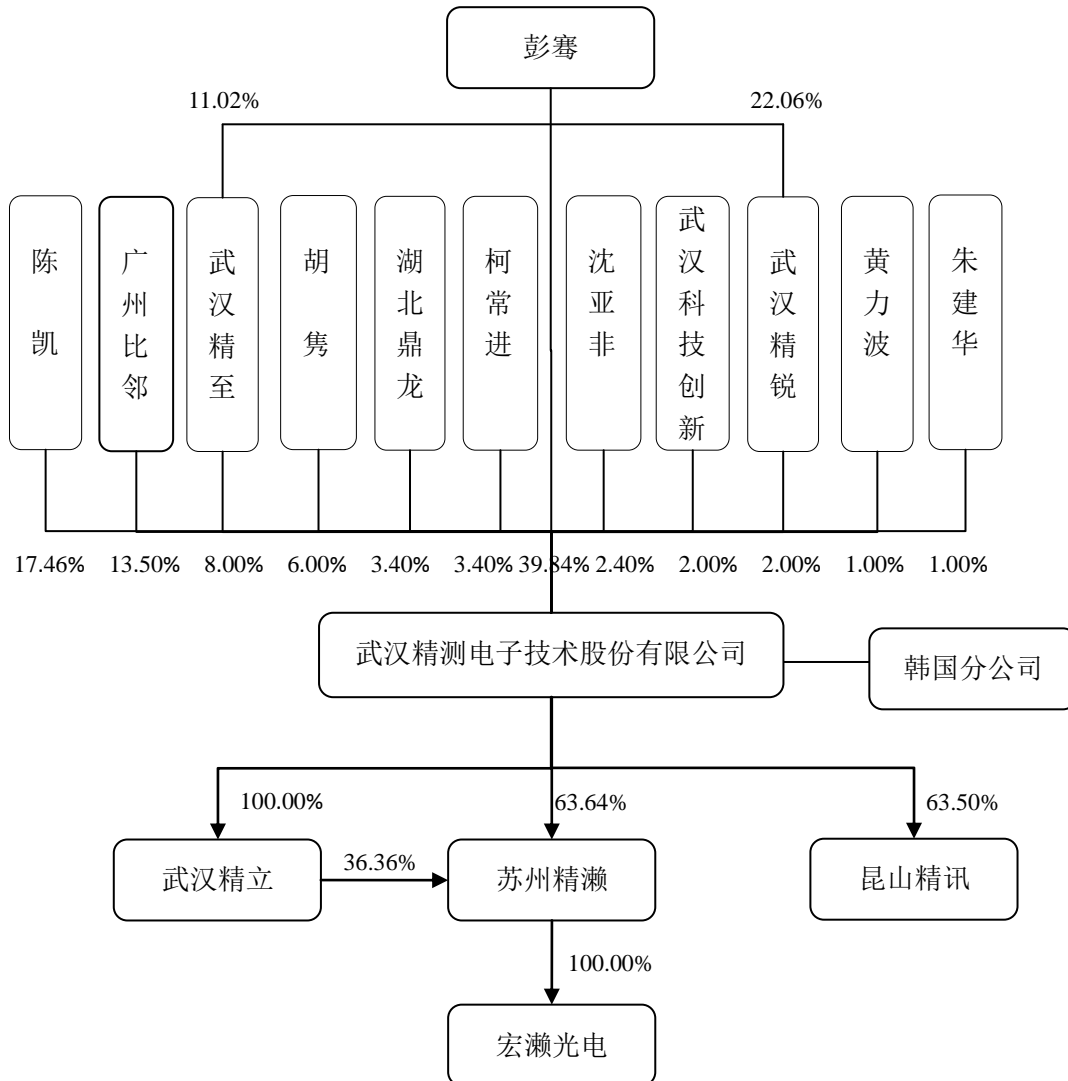 彭骞
11.02%
22.06%
陈凯
广州比邻
武汉精至
胡隽
湖北鼎龙
柯常进
沈亚非
武汉科技创新
武汉精锐
黄力波
朱建华
17.46%
13.50%
8.00%
6.00%
3.40%
3.40%
39.84%
2.40%
2.00%
2.00%
1.00%
1.00%
武汉精测电子技术股份有限公司
韩国分公司
100.00%
63.64%
63.50%
武汉精立
36.36%
苏州精濑
昆山精讯
100.00%
宏濑光电